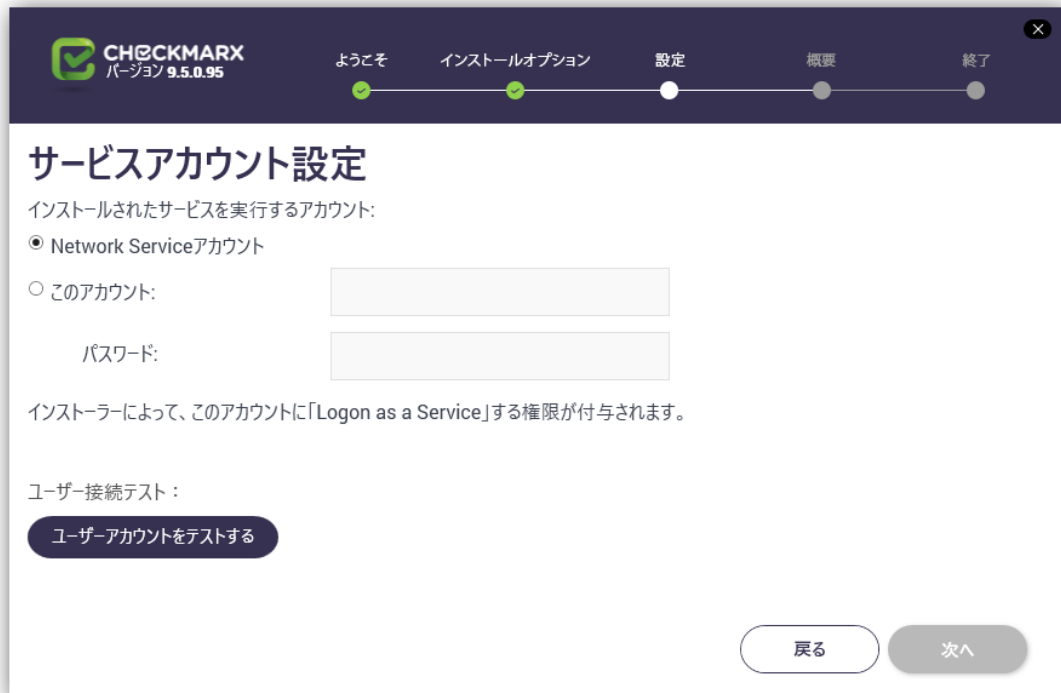 CHECKMARX
バージョン 9.5.0.95
ようこそ
インストールオプション
設定
概要
終了
サービスアカウント設定
インストールされたサービスを実行するアカウント:
Network Serviceアカウント
このアカウント:
パスワード:
インストーラーによって、このアカウントに「Logon as a Service」する権限が付与されます。
ユーザー接続テスト：
ユーザーアカウントをテストする
戻る
次へ